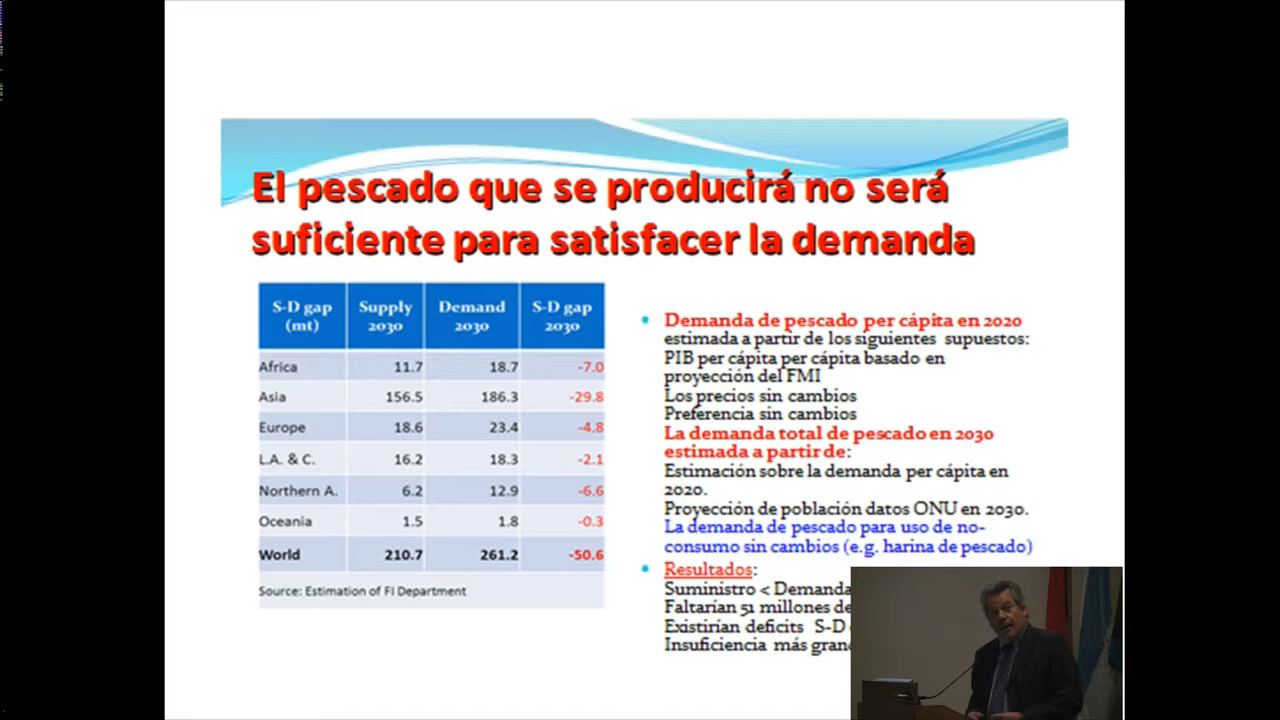 El pescado que se producirá no será
suficiente para satisfacer la demanda
S-D gap (mt) Supply 2030 Demand 2030 S-D gap 2030
Africa 11.7 18.7 -7.0
Asia 156.5 186.3 -29.8
Europe 18.6 23.4 -4.8
L.A. & C. 16.2 18.3 -2.1
Northern A. 6.2 12.9 -6.6
Oceania 1.5 1.8 -0.3
World 210.7 261.2 -50.6
Source: Estimation of FI Department
Demanda de pescado per cápita en 2020
estimada a partir de los siguientes supuestos:
PIB per cápita per cápita basado en
proyección del FMI
Los precios sin cambios
Preferencia sin cambios
La demanda total de pescado en 2030
estimada a partir de:
Estimación sobre la demanda per cápita en
2020.
Proyección de población datos ONU en 2030.
La demanda de pescado para uso de no-
consumo sin cambios (e.g. harina de pescado)
Resultados:
Suministro < Demanda
Faltarían 51 millones de
Existirían deficits S-D
Insuficiencia más